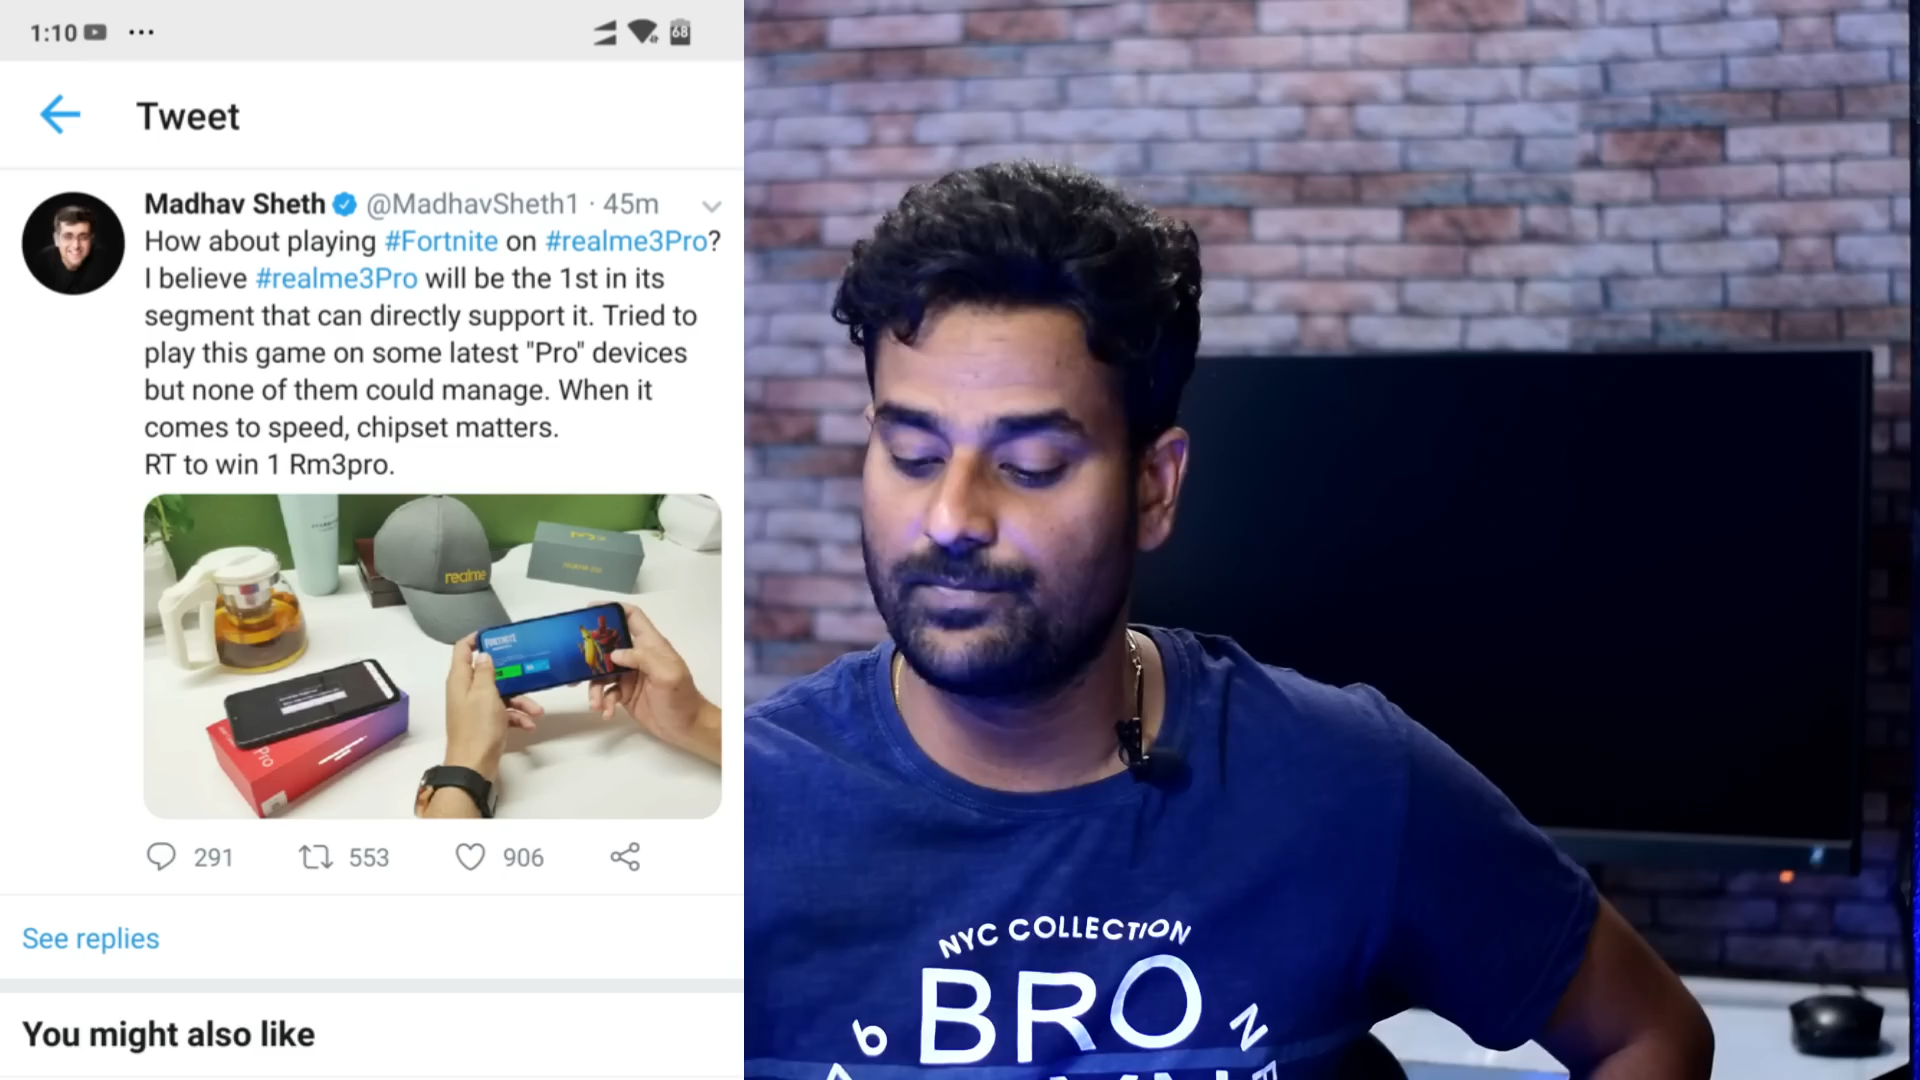 1:10
68
Tweet
Madhav Sheth @MadhavSheth1 · 45m
How about playing #Fortnite on #realme3Pro?
I believe #realme3Pro will be the 1st in its
segment that can directly support it. Tried to
play this game on some latest "Pro" devices
but none of them could manage. When it
comes to speed, chipset matters.
RT to win 1 Rm3pro.
realme
FORTNITE
Pro
291 553 906
See replies
You might also like
NYC COLLECTION
BRO